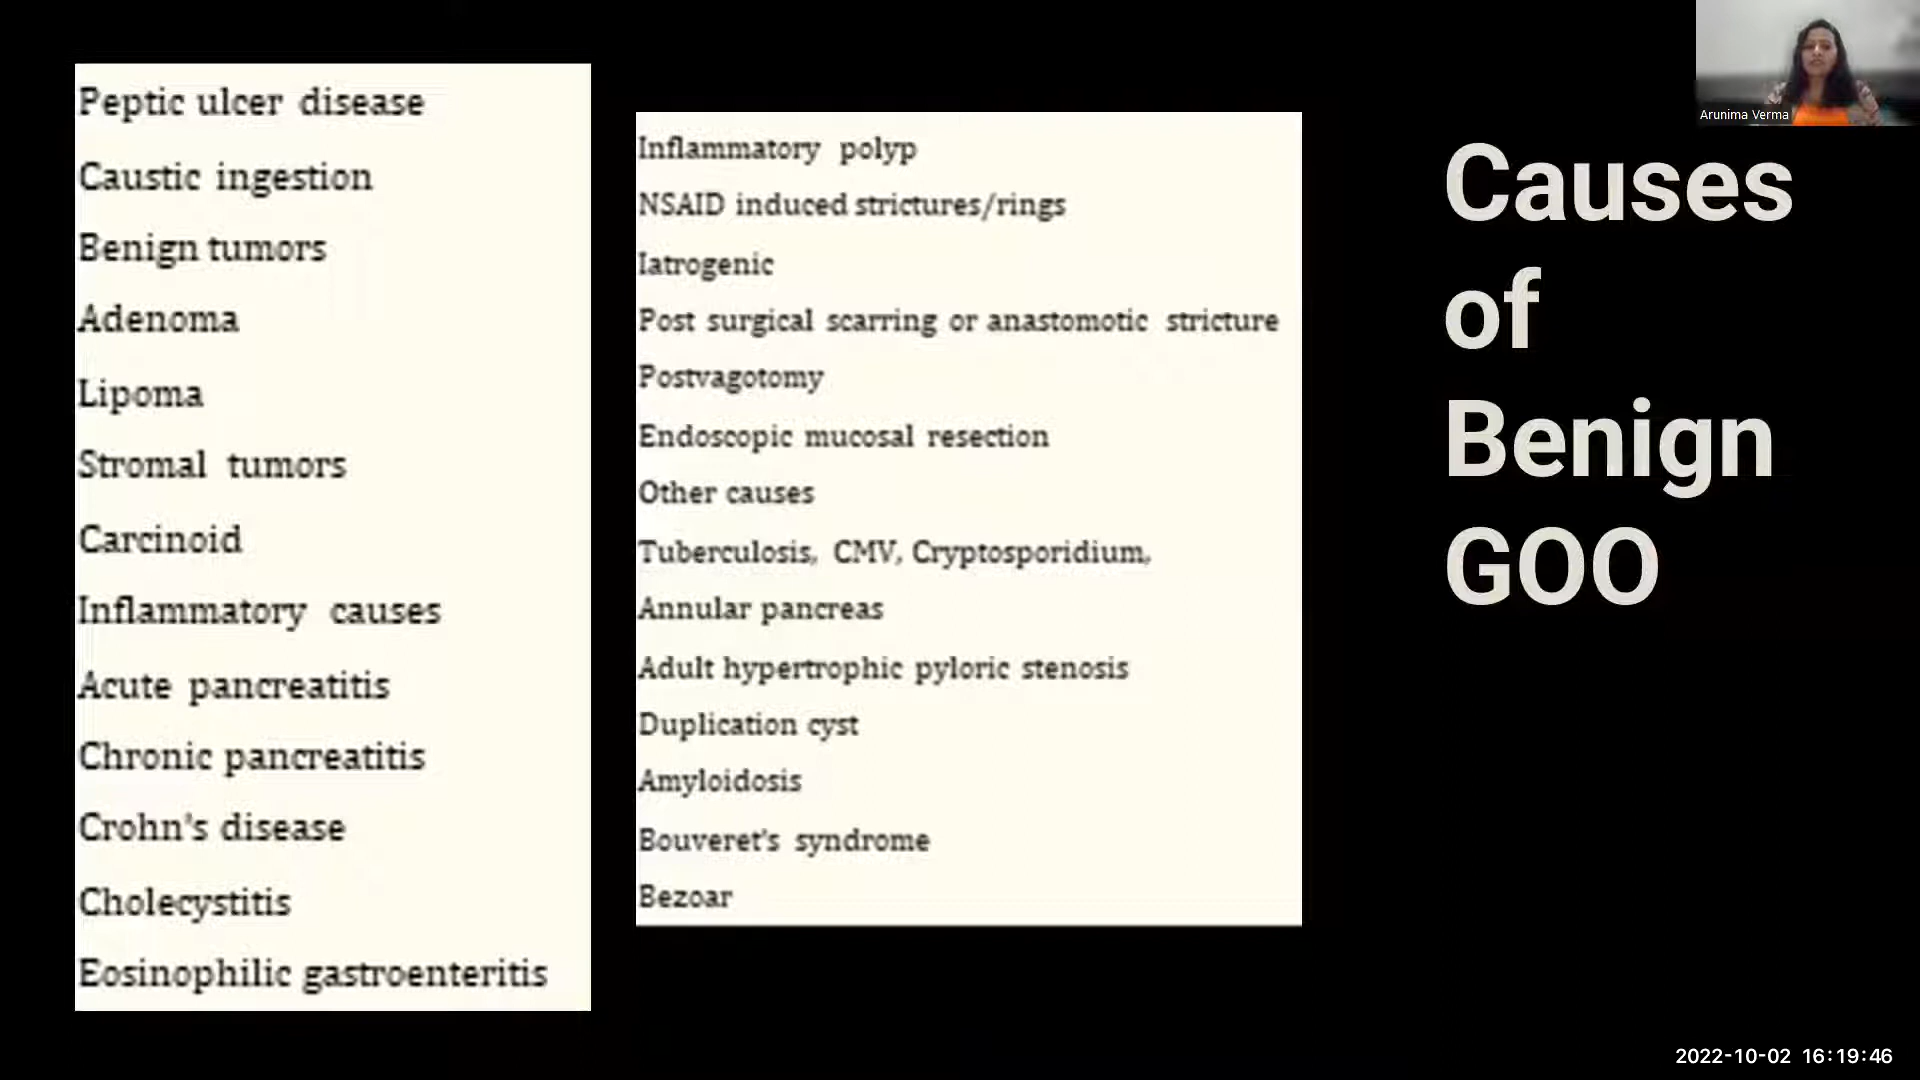 Peptic ulcer disease
Caustic ingestion
Benign tumors
Adenoma
Lipoma
Stromal tumors
Carcinoid
Inflammatory causes
Acute pancreatitis
Chronic pancreatitis
Crohn's disease
Cholecystitis
Eosinophilic gastroenteritis
Inflammatory polyp
NSAID induced strictures/rings
Iatrogenic
Post surgical scarring or anastomotic stricture
Postvagotomy
Endoscopic mucosal resection
Other causes
Tuberculosis, CMV, Cryptosporidium,
Annular pancreas
Adult hypertrophic pyloric stenosis
Duplication cyst
Amyloidosis
Bouveret's syndrome
Bezoar
Arunima Verma
Causes
of
Benign
GOO
2022-10-02 16:19:46